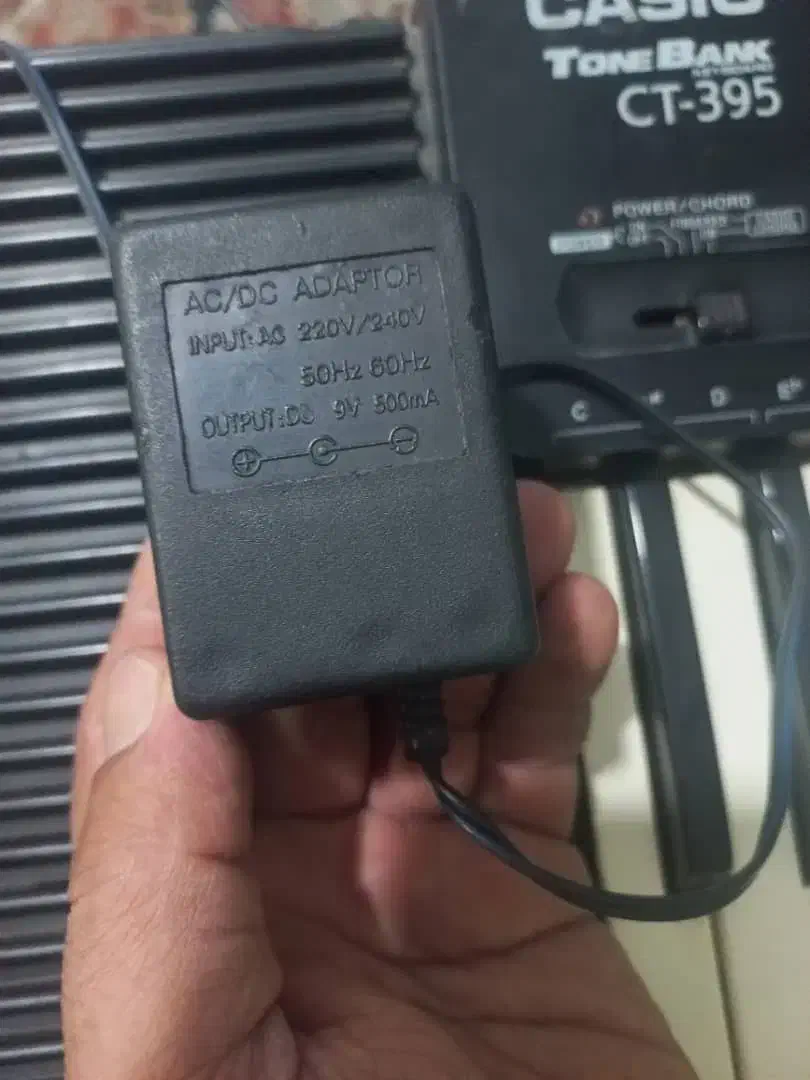 CASIO
TONEBANK
CT-395
POWER/CHORD
AC/DC ADAPTOR
INPUT: AC 220V/240V
50Hz 60Hz
OUTPUT: DC 9V 500mA
C D